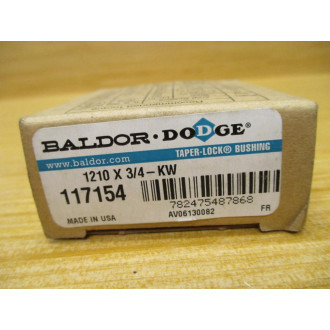 BALDOR · DODGE®
www.baldor.com TAPER-LOCK® BUSHING
1210 X 3/4-KW
117154
782475487868
MADE IN USA AV06130082 FR